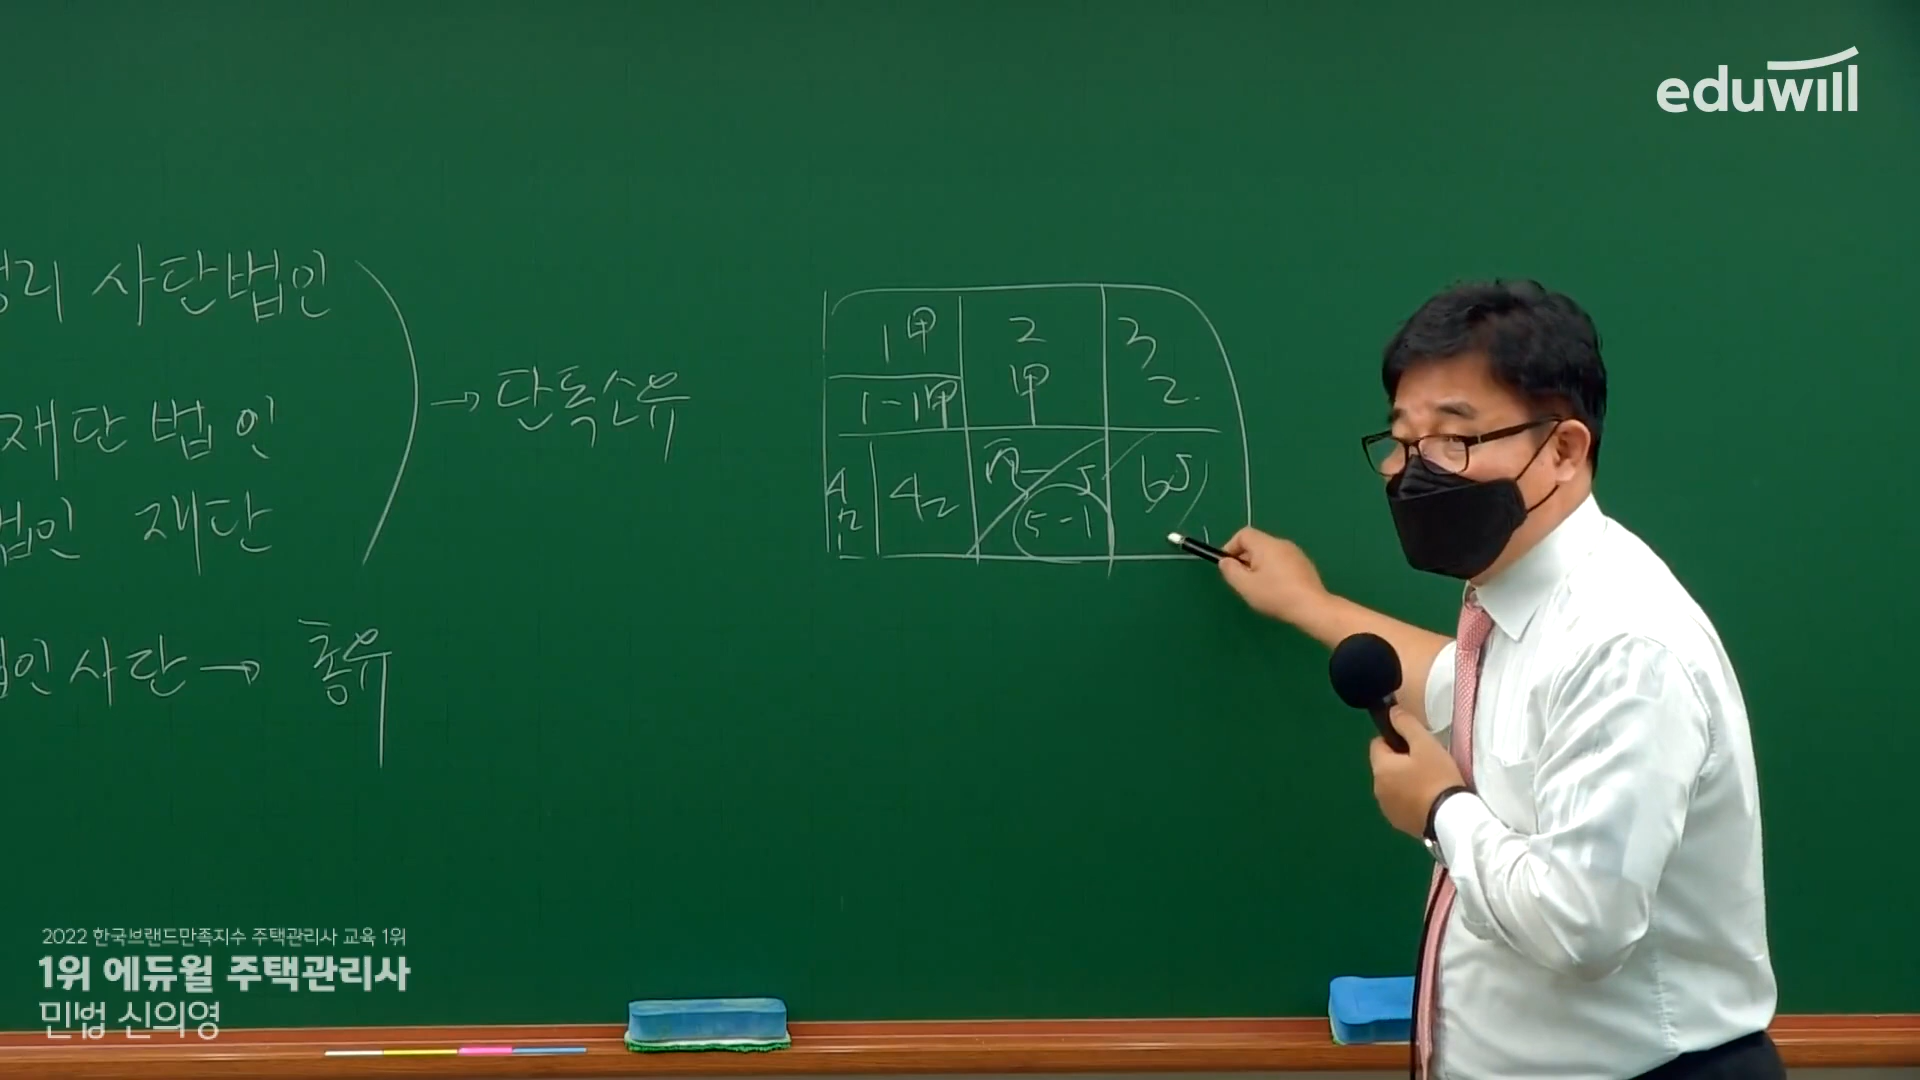 eduwill
리 사단법인
재단법인
법인 재단
→ 단독소유
법인사단 → 총유
1甲
2
3
1-1甲
甲
乙
5-1
2022 한국브랜드만족지수 주택관리사 교육 1위
1위 에듀윌 주택관리사
민법 신의영